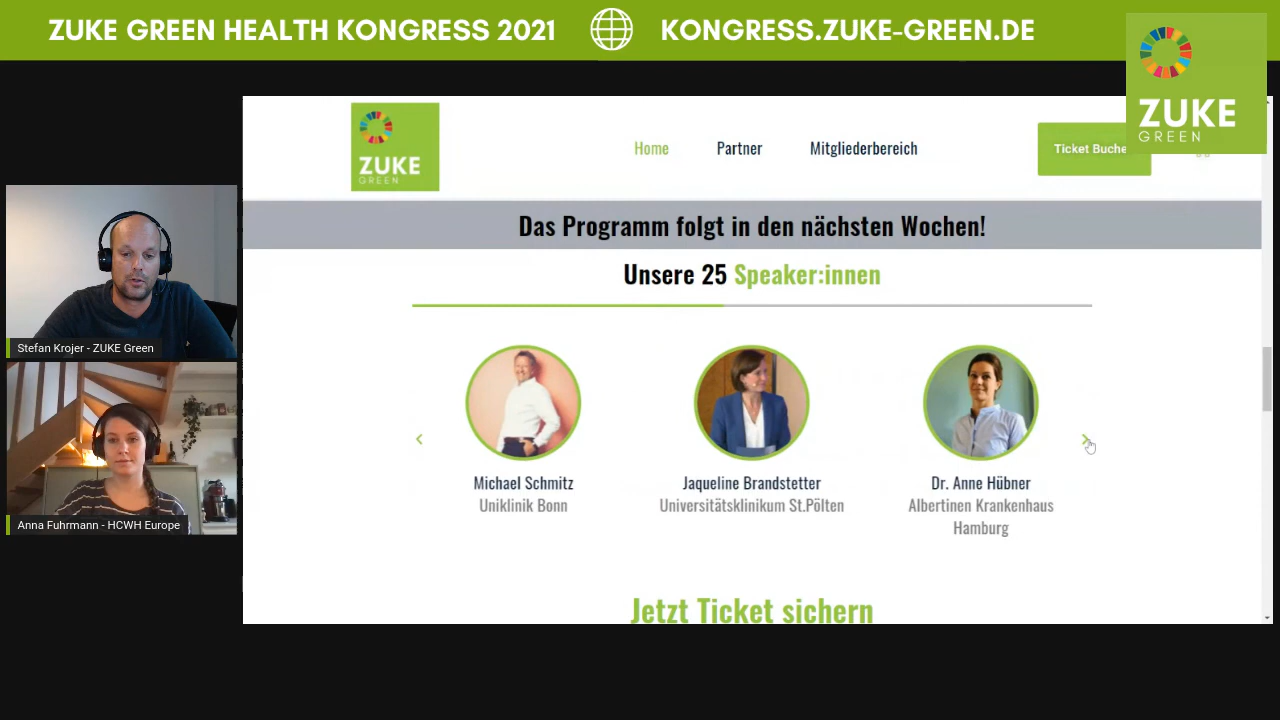 ZUKE GREEN HEALTH KONGRESS 2021
KONGRESS.ZUKE-GREEN.DE
ZUKE
GREEN
ZUKE
GREEN
Home
Partner
Mitgliederbereich
Ticket Buche
Das Programm folgt in den nächsten Wochen!
Unsere 25 Speaker:innen
Stefan Krojer - ZUKE Green
Anna Fuhrmann - HCWH Europe
Michael Schmitz
Uniklinik Bonn
Jaqueline Brandstetter
Universitätsklinikum St.Pölten
Dr. Anne Hübner
Albertinen Krankenhaus
Hamburg
Jetzt Ticket sichern